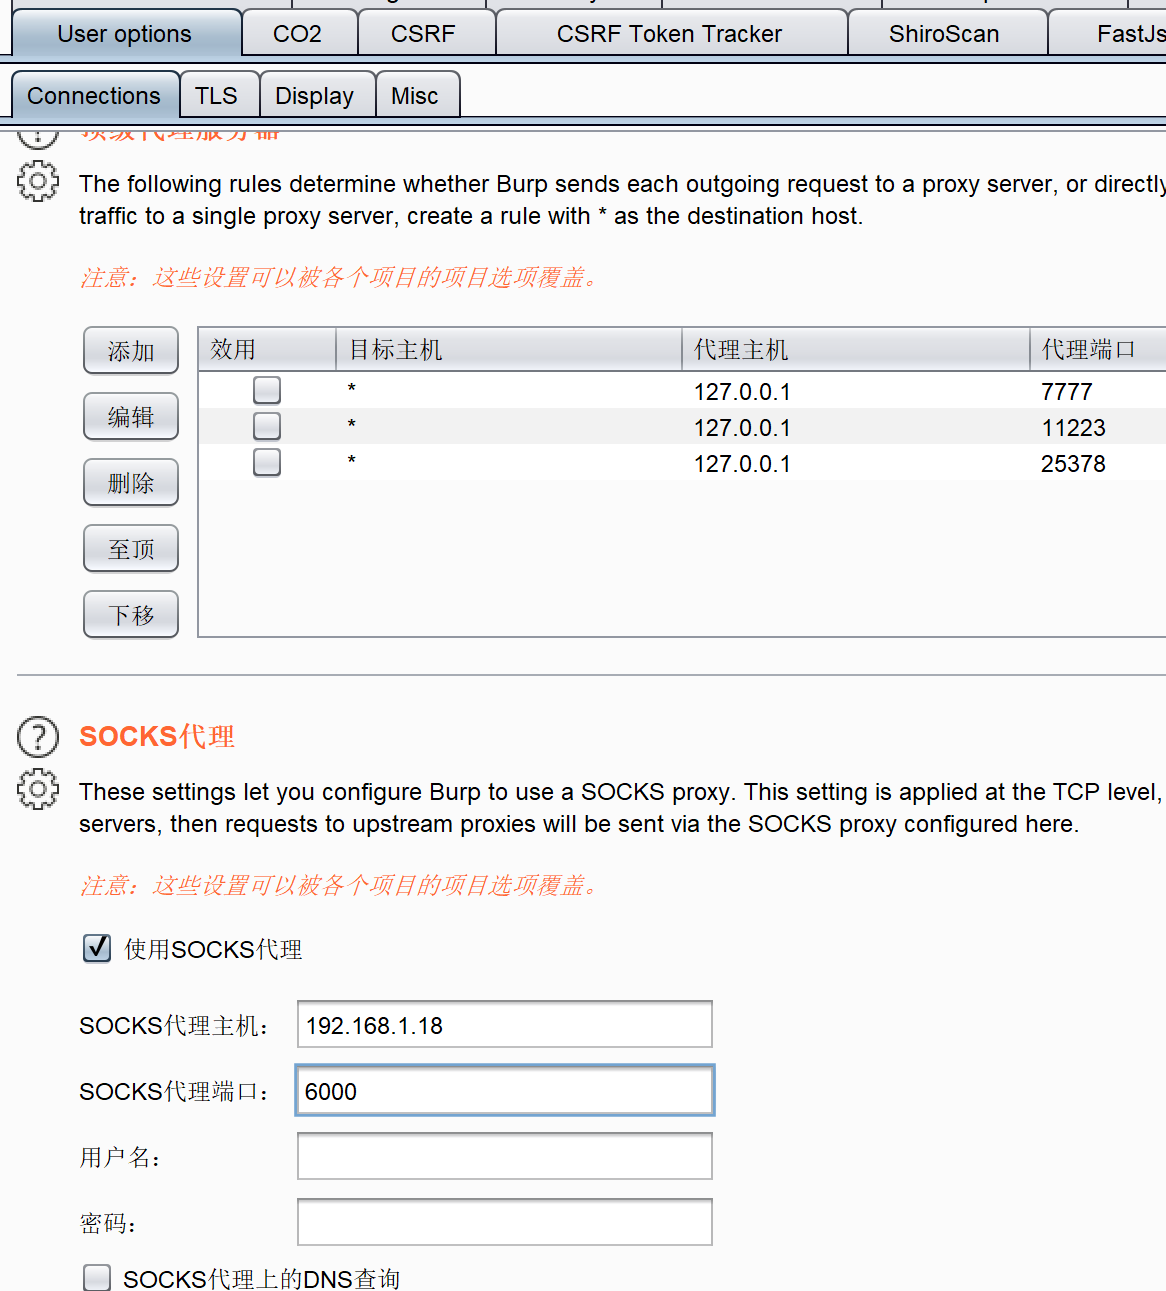 User options CO2 CSRF CSRF Token Tracker ShiroScan FastJs
Connections TLS Display Misc
顶级代理服务器
The following rules determine whether Burp sends each outgoing request to a proxy server, or directly
traffic to a single proxy server, create a rule with * as the destination host.
注意：这些设置可以被各个项目的项目选项覆盖。
添加
编辑
删除
至顶
下移
效用 目标主机 代理主机 代理端口
* 127.0.0.1 7777
* 127.0.0.1 11223
* 127.0.0.1 25378
? SOCKS代理
These settings let you configure Burp to use a SOCKS proxy. This setting is applied at the TCP level,
servers, then requests to upstream proxies will be sent via the SOCKS proxy configured here.
注意：这些设置可以被各个项目的项目选项覆盖。
使用SOCKS代理
SOCKS代理主机： 192.168.1.18
SOCKS代理端口： 6000
用户名：
密码：
SOCKS代理上的DNS查询